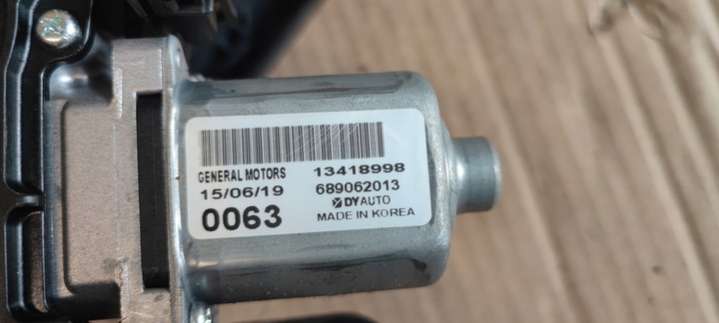 GENERAL MOTORS 13418998
15/06/19 689062013
DYAUTO
0063 MADE IN KOREA